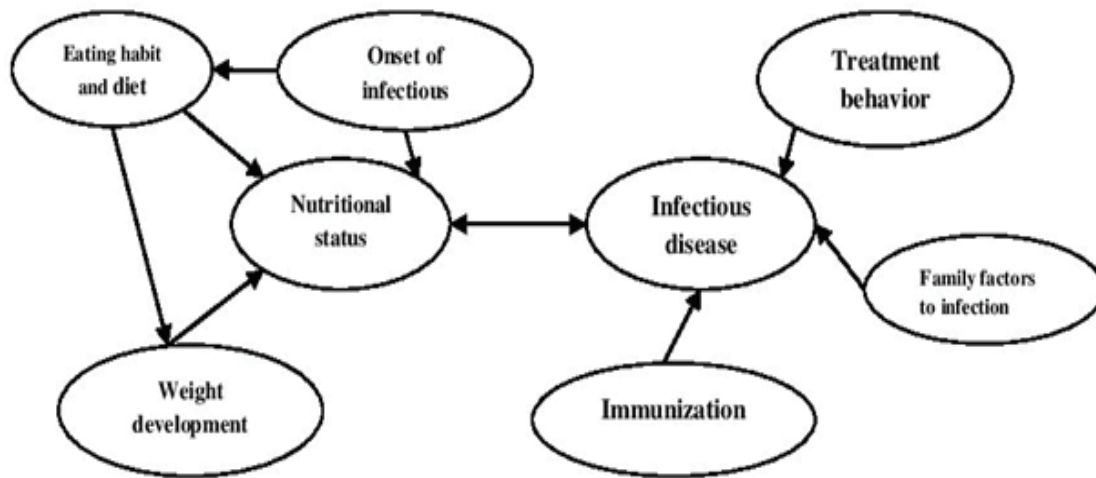 Eating habit
and diet
Onset of
infectious
Treatment
behavior
Nutritional
status
Infectious
disease
Family factors
to infection
Weight
development
Immunization